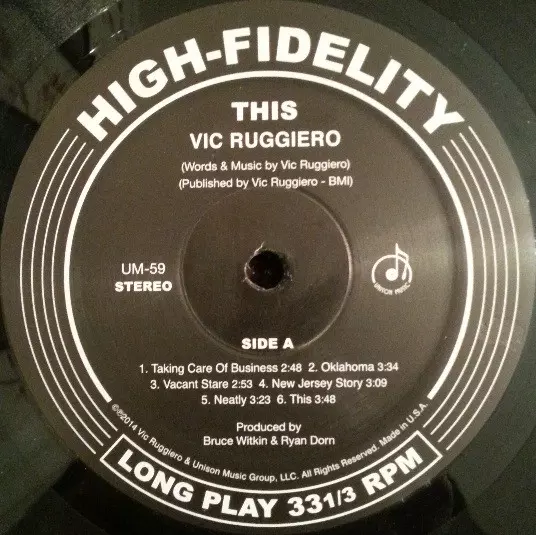 HIGH-FIDELITY
THIS
VIC RUGGIERO
(Words & Music by Vic Ruggiero)
(Published by Vic Ruggiero - BMI)
UM-59
STEREO
UNISON MUSIC
SIDE A
1. Taking Care Of Business 2:48 2. Oklahoma 3:34
3. Vacant Stare 2:53 4. New Jersey Story 3:09
5. Neatly 3:23 6. This 3:48
Produced by
Bruce Witkin & Ryan Dorn
©℗2014 Vic Ruggiero & Unison Music Group, LLC. All Rights Reserved. Made in U.S.A
LONG PLAY 33 1/3 RPM